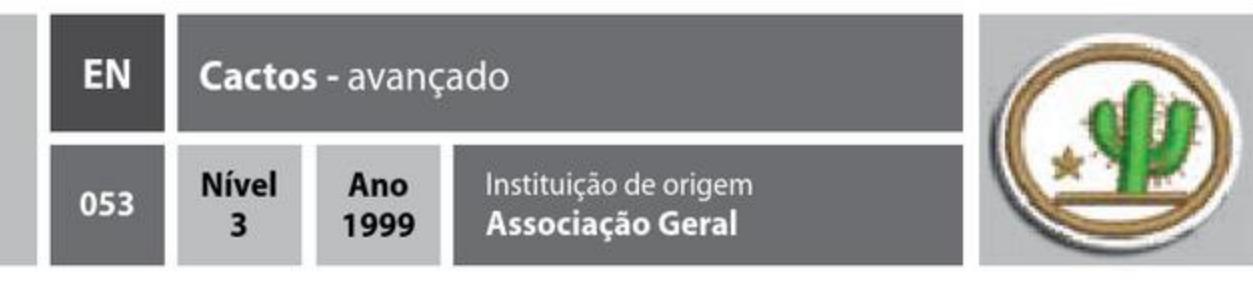 EN
Cactos - avançado
053
Nível
3
Ano
1999
Instituição de origem
Associação Geral